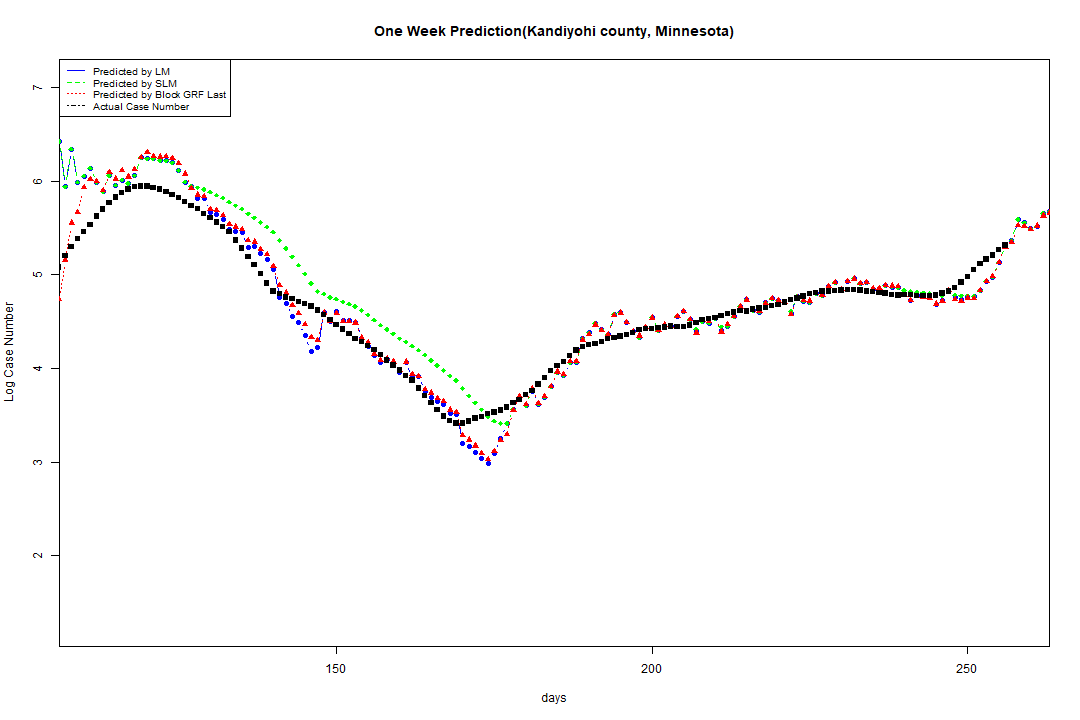 One Week Prediction(Kandiyohi county, Minnesota)
Predicted by LM
Predicted by SLM
Predicted by Block GRF Last
Actual Case Number
7
6
5
4
3
2
Log Case Number
150
200
250
days